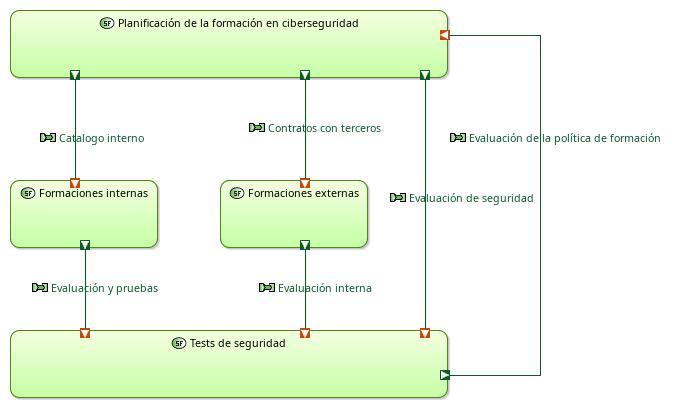 SF Planificación de la formación en ciberseguridad
Catalogo interno
Contratos con terceros
Evaluación de la política de formación
SF Formaciones internas
SF Formaciones externas
Evaluación de seguridad
Evaluación y pruebas
Evaluación interna
SF Tests de seguridad